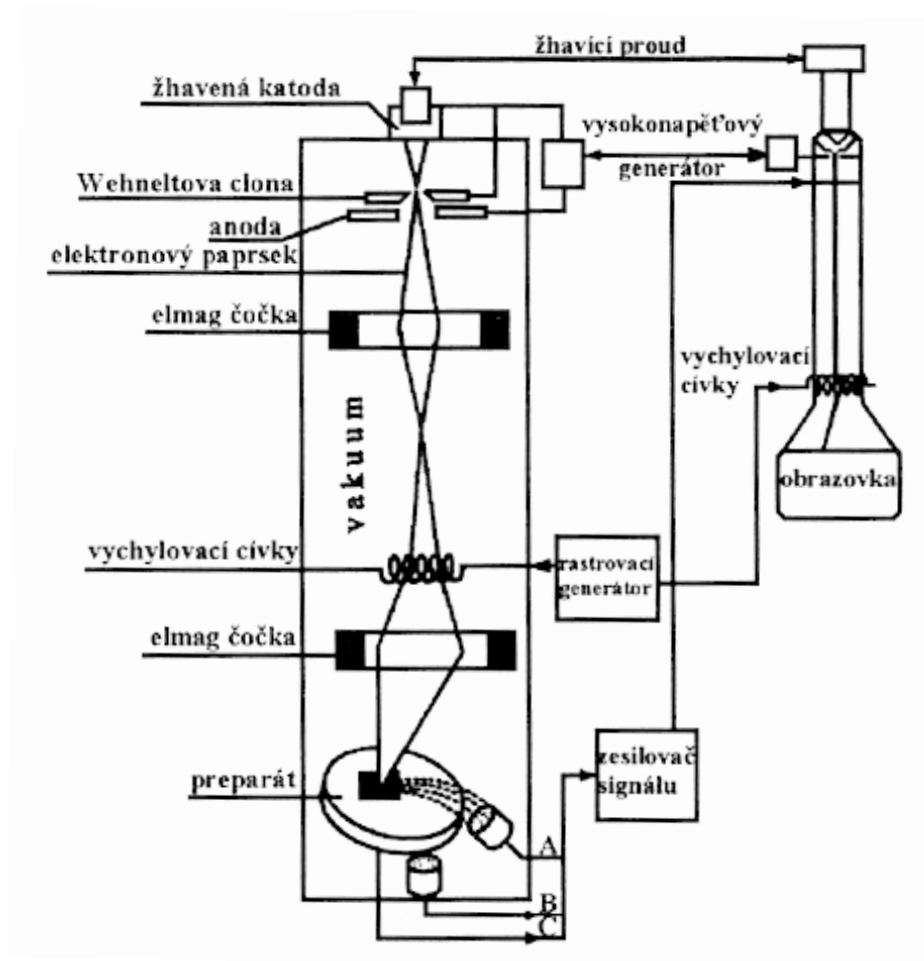 žhavící proud
žhavená katoda
vysokonapěťový
generátor
Wehneltova clona
anoda
elektronový paprsek
elmag čočka
vychylovací
cívky
vakuum
obrazovka
vychylovací cívky
rastrovací
generátor
elmag čočka
zesilovač
signálu
preparát
A
B
C